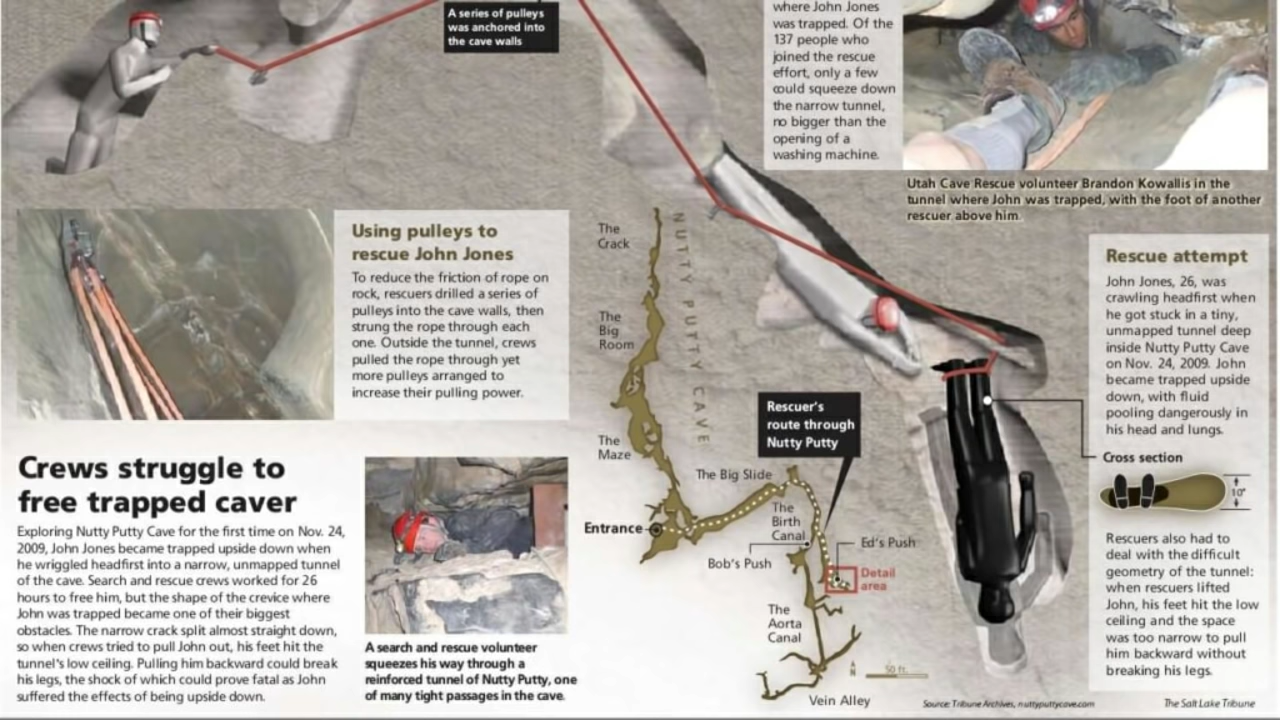 A series of pulleys
was anchored into
the cave walls
where John Jones
was trapped. Of the
137 people who
joined the rescue
effort, only a few
could squeeze down
the narrow tunnel,
no bigger than the
opening of a
washing machine.
Utah Cave Rescue volunteer Brandon Kowallis in the
tunnel where John was trapped, with the foot of another
rescuer above him.
Using pulleys to
rescue John Jones
To reduce the friction of rope on
rock, rescuers drilled a series of
pulleys into the cave walls, then
strung the rope through each
one. Outside the tunnel, crews
pulled the rope through yet
more pulleys arranged to
increase their pulling power.
Crews struggle to
free trapped caver
Exploring Nutty Putty Cave for the first time on Nov. 24,
2009, John Jones became trapped upside down when
he wriggled headfirst into a narrow, unmapped tunnel
of the cave. Search and rescue crews worked for 26
hours to free him, but the shape of the crevice where
John was trapped became one of their biggest
obstacles. The narrow crack split almost straight down,
so when crews tried to pull John out, his feet hit the
tunnel's low ceiling. Pulling him backward could break
his legs, the shock of which could prove fatal as John
suffered the effects of being upside down.
A search and rescue volunteer
squeezes his way through a
reinforced tunnel of Nutty Putty, one
of many tight passages in the cave.
NUTTY PUTTY CAVE
The
Crack
The
Big
Room
The
Maze
The Big Slide
Entrance
Rescuer's
route through
Nutty Putty
The
Birth
Canal
Bob's Push
Ed's Push
Detail
area
The
Aorta
Canal
Vein Alley
N
50 ft.
Rescue attempt
John Jones, 26, was
crawling headfirst when
he got stuck in a tiny,
unmapped tunnel deep
inside Nutty Putty Cave
on Nov. 24, 2009. John
became trapped upside
down, with fluid
pooling dangerously in
his head and lungs.
Cross section
10"
Rescuers also had to
deal with the difficult
geometry of the tunnel:
when rescuers lifted
John, his feet hit the low
ceiling and the space
was too narrow to pull
him backward without
breaking his legs.
Source: Tribune Archives, nuttyputtycave.com
The Salt Lake Tribune